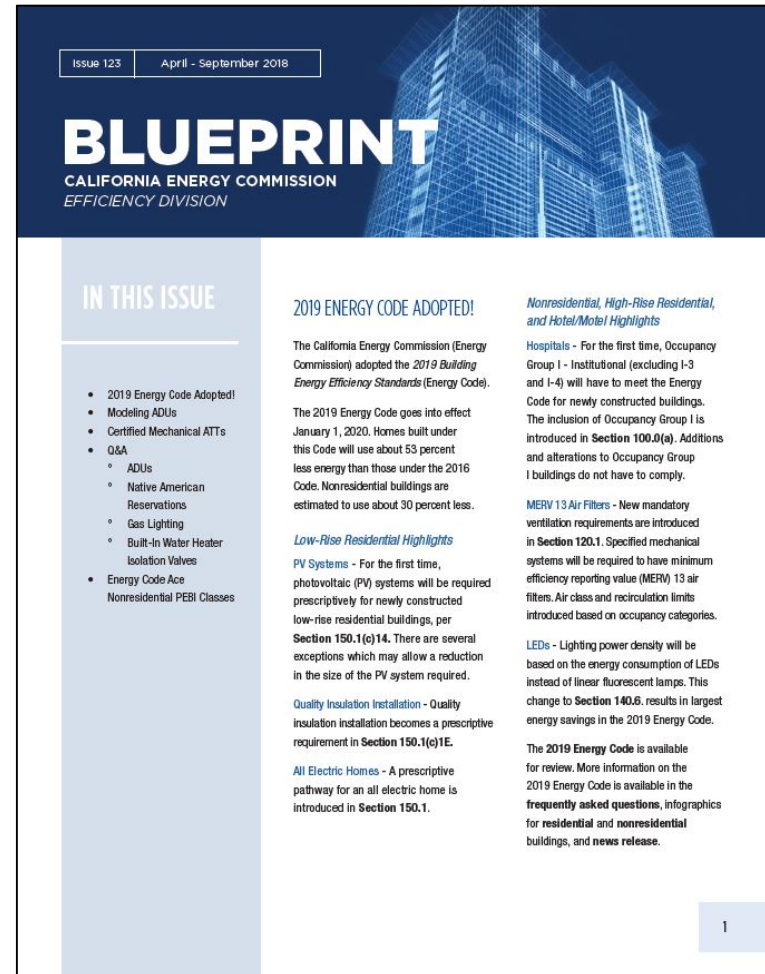 Issue 123
April - September 2018
BLUEPRINT
CALIFORNIA ENERGY COMMISSION
EFFICIENCY DIVISION
IN THIS ISSUE
• 2019 Energy Code Adopted!
• Modeling ADUs
• Certified Mechanical ATTs
• Q&A
° ADUs
° Native American
Reservations
° Gas Lighting
° Built-In Water Heater
Isolation Valves
• Energy Code Ace
Nonresidential PEBI Classes
2019 ENERGY CODE ADOPTED!
The California Energy Commission (Energy
Commission) adopted the 2019 Building
Energy Efficiency Standards (Energy Code).
The 2019 Energy Code goes into effect
January 1, 2020. Homes built under
this Code will use about 53 percent
less energy than those under the 2016
Code. Nonresidential buildings are
estimated to use about 30 percent less.
Low-Rise Residential Highlights
PV Systems - For the first time,
photovoltaic (PV) systems will be required
prescriptively for newly constructed
low-rise residential buildings, per
Section 150.1(c)14. There are several
exceptions which may allow a reduction
in the size of the PV system required.
Quality Insulation Installation - Quality
insulation installation becomes a prescriptive
requirement in Section 150.1(c)1E.
All Electric Homes - A prescriptive
pathway for an all electric home is
introduced in Section 150.1.
Nonresidential, High-Rise Residential,
and Hotel/Motel Highlights
Hospitals - For the first time, Occupancy
Group I - Institutional (excluding I-3
and I-4) will have to meet the Energy
Code for newly constructed buildings.
The inclusion of Occupancy Group I is
introduced in Section 100.0(a). Additions
and alterations to Occupancy Group
I buildings do not have to comply.
MERV 13 Air Filters - New mandatory
ventilation requirements are introduced
in Section 120.1. Specified mechanical
systems will be required to have minimum
efficiency reporting value (MERV) 13 air
filters. Air class and recirculation limits
introduced based on occupancy categories.
LEDs - Lighting power density will be
based on the energy consumption of LEDs
instead of linear fluorescent lamps. This
change to Section 140.6. results in largest
energy savings in the 2019 Energy Code.
The 2019 Energy Code is available
for review. More information on the
2019 Energy Code is available in the
frequently asked questions, infographics
for residential and nonresidential
buildings, and news release.
1